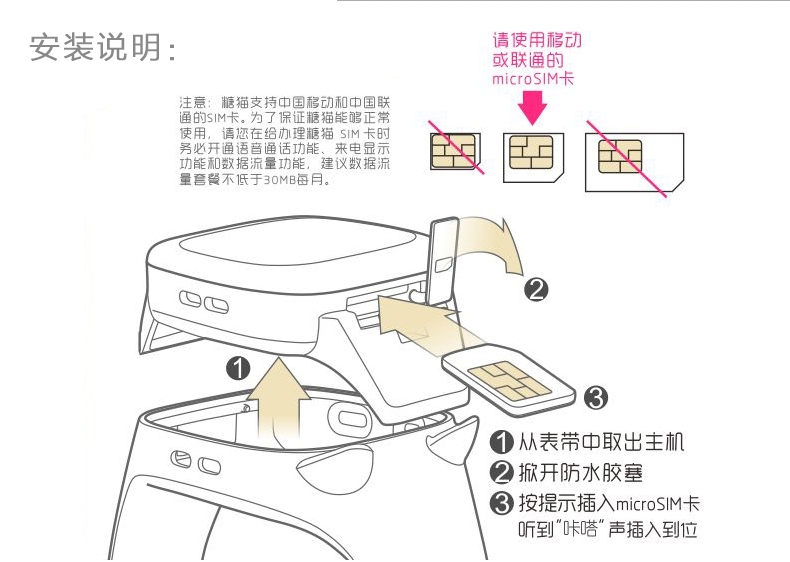 安装说明：
请使用移动
或联通的
microSIM卡
注意：糖猫支持中国移动和中国联
通的SIM卡。为了保证糖猫能够正常
使用，请您在给办理糖猫 SIM 卡时
务必开通语音通话功能、来电显示
功能和数据流量功能，建议数据流
量套餐不低于30MB每月。
2
1
3
1 从表带中取出主机
2 掀开防水胶塞
3 按提示插入microSIM卡
听到"咔嗒"声插入到位